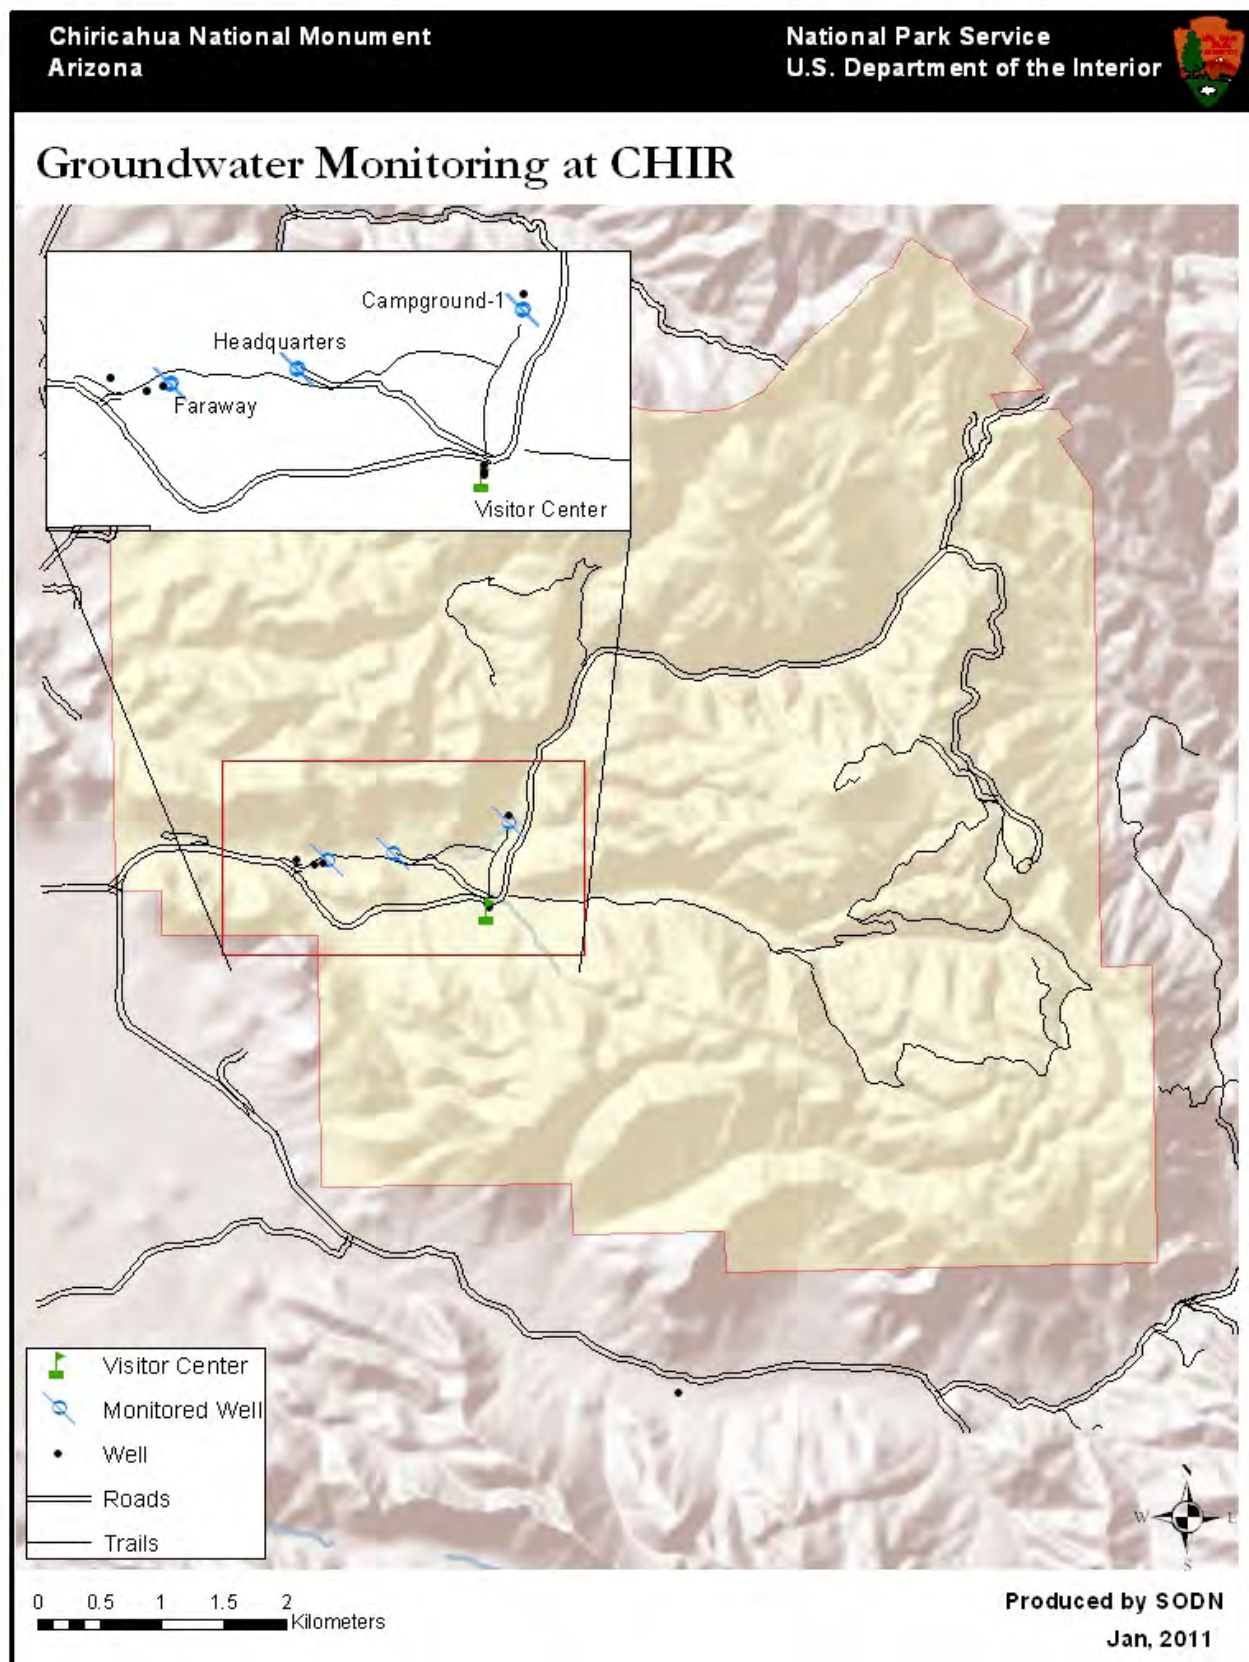 Chiricahua National Monument
Arizona
National Park Service
U.S. Department of the Interior
Groundwater Monitoring at CHIR
Campground-1
Headquarters
Faraway
Visitor Center
Visitor Center
Monitored Well
Well
Roads
Trails
N
W E
S
0 0.5 1 1.5 2
Kilometers
Produced by SODN
Jan, 2011